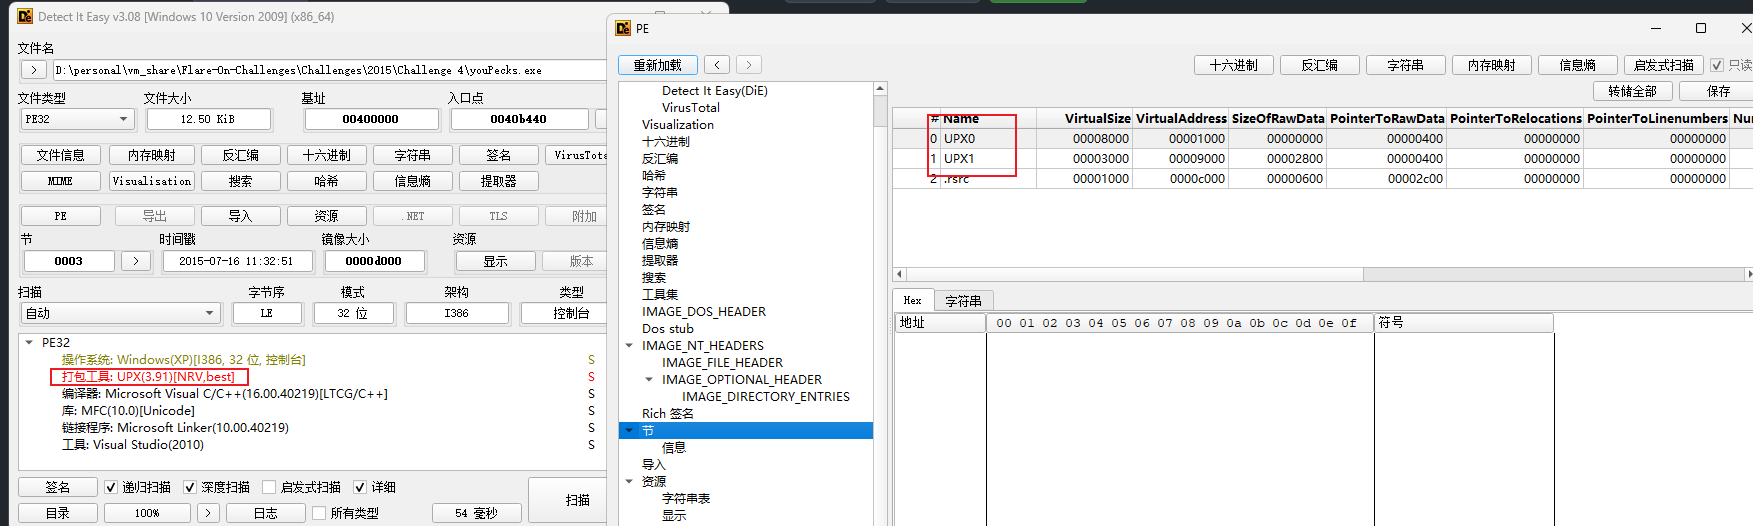 Detect It Easy v3.08 [Windows 10 Version 2009] (x86_64)
文件名
> D:\personal\vm_share\Flare-On-Challenges\Challenges\2015\Challenge 4\youPecks.exe
文件类型 文件大小 基址 入口点
PE32 12.50 KiB 00400000 0040b440
文件信息 内存映射 反汇编 十六进制 字符串 签名 VirusTota
MIME Visualisation 搜索 哈希 信息熵 提取器
PE 导出 导入 资源 .NET TLS 附加
节 时间戳 镜像大小 资源
0003 > 2015-07-16 11:32:51 0000d000 显示 版本
扫描 字节序 模式 架构 类型
自动 LE 32 位 I386 控制台
PE32
操作系统: Windows(XP)[I386, 32 位, 控制台] S
打包工具: UPX(3.91)[NRV,best] S
编译器: Microsoft Visual C/C++(16.00.40219)[LTCG/C++] S
库: MFC(10.0)[Unicode] S
链接程序: Microsoft Linker(10.00.40219) S
工具: Visual Studio(2010) S
签名 递归扫描 深度扫描 启发式扫描 详细 扫描
目录 100% > 日志 所有类型 54 毫秒
PE
重新加载 < > 十六进制 反汇编 字符串 内存映射 信息熵 启发式扫描 只读
转储全部 保存
Detect It Easy(DiE)
VirusTotal
Visualization
十六进制
反汇编
哈希
字符串
签名
内存映射
信息熵
提取器
搜索
工具集
IMAGE_DOS_HEADER
Dos stub
IMAGE_NT_HEADERS
IMAGE_FILE_HEADER
IMAGE_OPTIONAL_HEADER
IMAGE_DIRECTORY_ENTRIES
Rich 签名
节
信息
导入
资源
字符串表
显示
# Name VirtualSize VirtualAddress SizeOfRawData PointerToRawData PointerToRelocations PointerToLinenumbers Nur
0 UPX0 00008000 00001000 00000000 00000400 00000000 00000000
1 UPX1 00003000 00009000 00002800 00000400 00000000 00000000
2 .rsrc 00001000 0000c000 00000600 00002c00 00000000 00000000
Hex 字符串
地址 00 01 02 03 04 05 06 07 08 09 0a 0b 0c 0d 0e 0f 符号